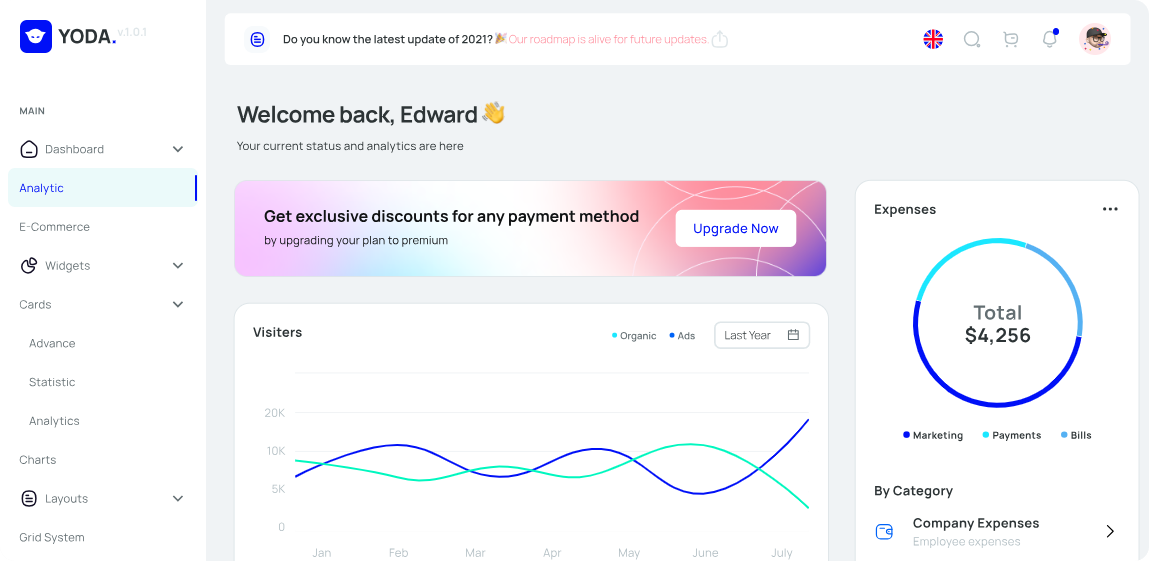 YODA.
v.1.0.1
MAIN
Dashboard
Analytic
E-Commerce
Widgets
Cards
Advance
Statistic
Analytics
Charts
Layouts
Grid System
Do you know the latest update of 2021?🎉 Our roadmap is alive for future updates.
Welcome back, Edward👋
Your current status and analytics are here
Get exclusive discounts for any payment method
by upgrading your plan to premium
Upgrade Now
Visiters
Organic
Ads
Last Year
20K
10K
5K
0
Jan Feb Mar Apr May June July
Expenses
Total
$4,256
Marketing Payments Bills
By Category
Company Expenses
Employee expenses